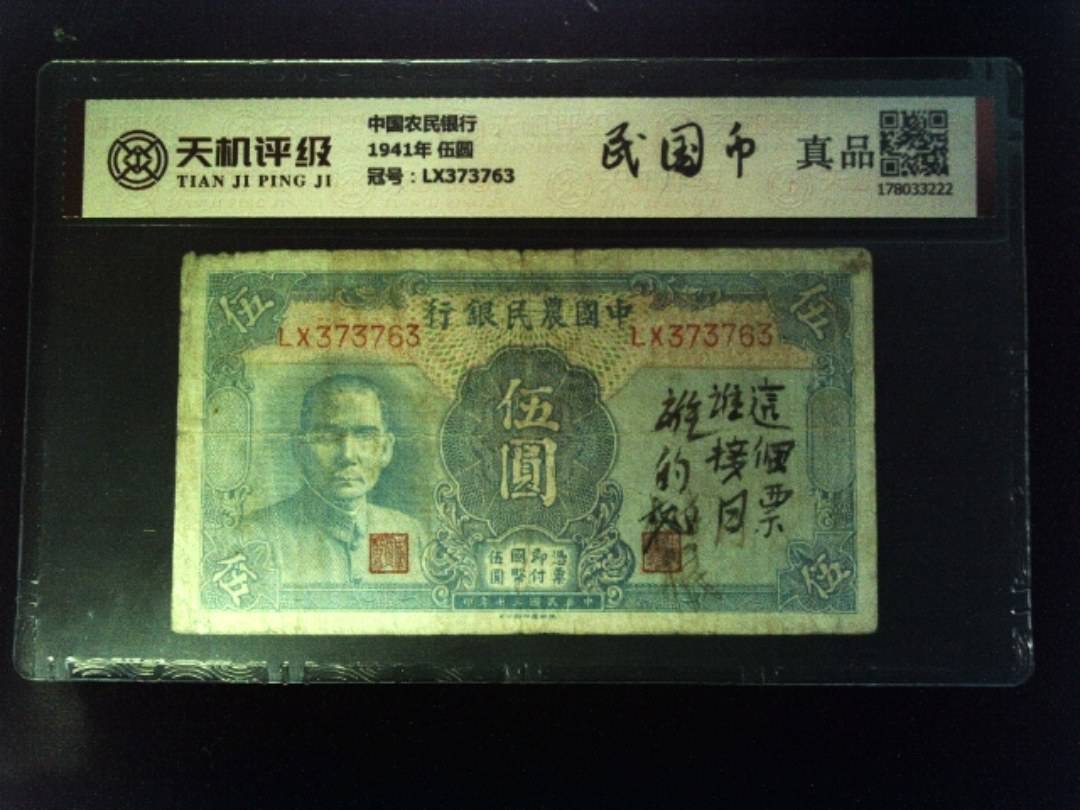 天机评级
TIAN JI PING JI
中国农民银行
1941年 伍圆
冠号：LX373763
民国币
真品
178033222
伍
伍
行銀民農國中
LX373763
LX373763
伍圓
這個票
誰接日
誰的
憑票
即付
國幣
伍圓
伍
伍